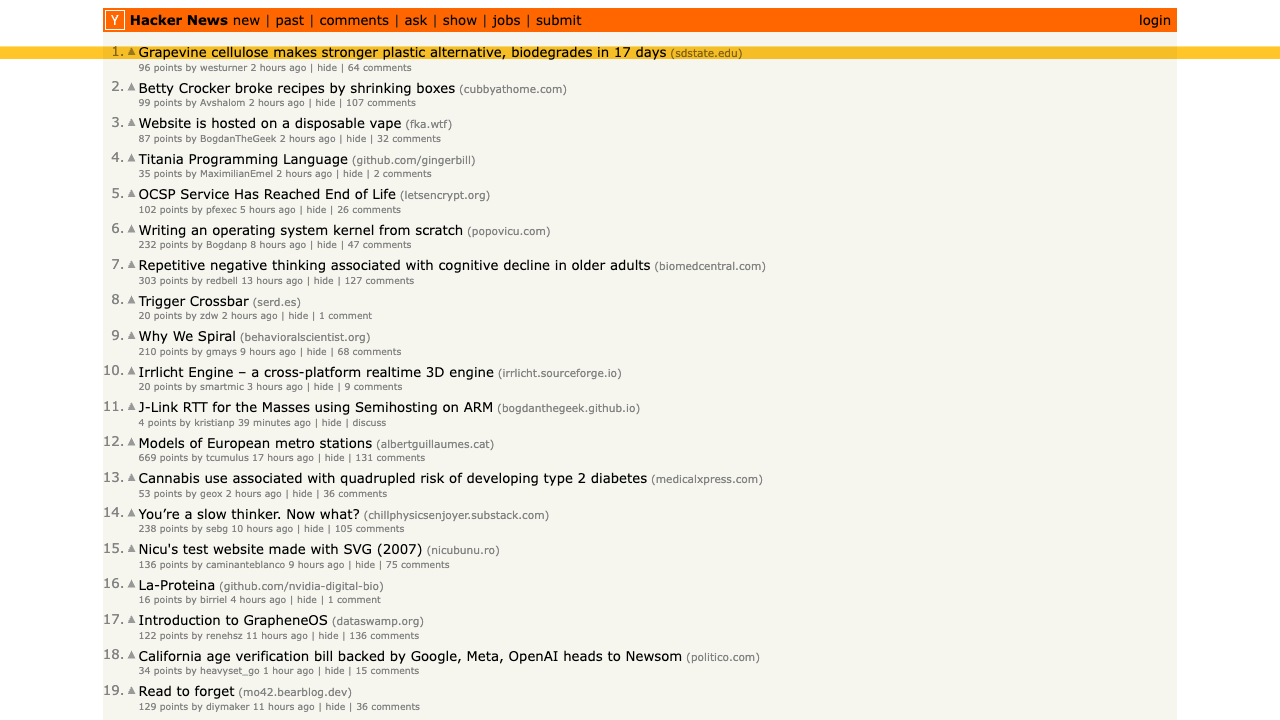 Y Hacker News new | past | comments | ask | show | jobs | submit login
1. Grapevine cellulose makes stronger plastic alternative, biodegrades in 17 days (sdstate.edu)
96 points by westurner 2 hours ago | hide | 64 comments
2. Betty Crocker broke recipes by shrinking boxes (cubbyathome.com)
99 points by Avshalom 2 hours ago | hide | 107 comments
3. Website is hosted on a disposable vape (fka.wtf)
87 points by BogdanTheGeek 2 hours ago | hide | 32 comments
4. Titania Programming Language (github.com/gingerbill)
35 points by MaximilianEmel 2 hours ago | hide | 2 comments
5. OCSP Service Has Reached End of Life (letsencrypt.org)
102 points by pfexec 5 hours ago | hide | 26 comments
6. Writing an operating system kernel from scratch (popovicu.com)
232 points by Bogdanp 8 hours ago | hide | 47 comments
7. Repetitive negative thinking associated with cognitive decline in older adults (biomedcentral.com)
303 points by redbell 13 hours ago | hide | 127 comments
8. Trigger Crossbar (serd.es)
20 points by zdw 2 hours ago | hide | 1 comment
9. Why We Spiral (behavioralscientist.org)
210 points by gmays 9 hours ago | hide | 68 comments
10. Irrlicht Engine – a cross-platform realtime 3D engine (irrlicht.sourceforge.io)
20 points by smartmic 3 hours ago | hide | 9 comments
11. J-Link RTT for the Masses using Semihosting on ARM (bogdanthegeek.github.io)
4 points by kristianp 39 minutes ago | hide | discuss
12. Models of European metro stations (albertguillaumes.cat)
669 points by tcumulus 17 hours ago | hide | 131 comments
13. Cannabis use associated with quadrupled risk of developing type 2 diabetes (medicalxpress.com)
53 points by geox 2 hours ago | hide | 36 comments
14. You’re a slow thinker. Now what? (chillphysicsenjoyer.substack.com)
238 points by sebg 10 hours ago | hide | 105 comments
15. Nicu's test website made with SVG (2007) (nicubunu.ro)
136 points by caminanteblanco 9 hours ago | hide | 75 comments
16. La-Proteina (github.com/nvidia-digital-bio)
16 points by birriel 4 hours ago | hide | 1 comment
17. Introduction to GrapheneOS (dataswamp.org)
122 points by renehsz 11 hours ago | hide | 136 comments
18. California age verification bill backed by Google, Meta, OpenAI heads to Newsom (politico.com)
34 points by heavyset_go 1 hour ago | hide | 15 comments
19. Read to forget (mo42.bearblog.dev)
129 points by diymaker 11 hours ago | hide | 36 comments